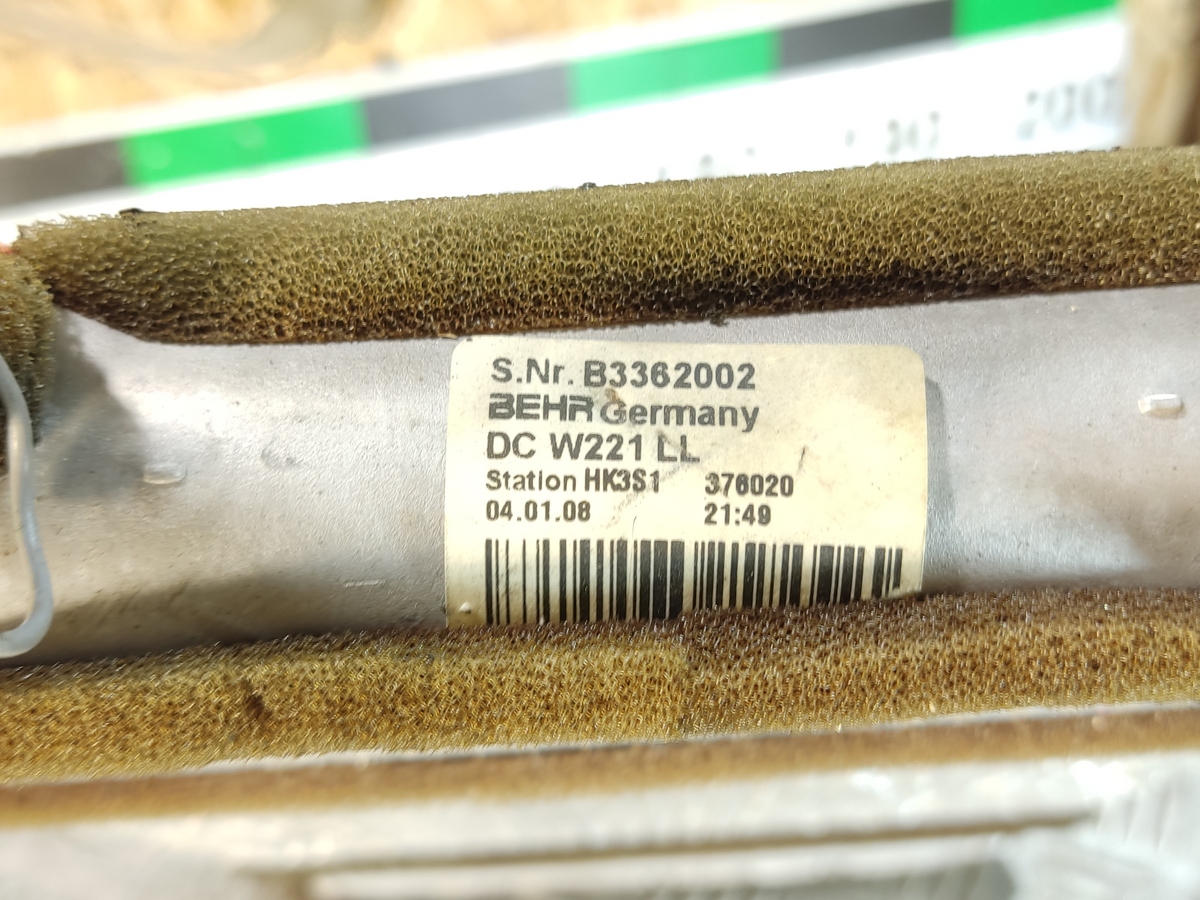 S.Nr. B3362002
BEHR Germany
DC W221 LL
Station HK3S1 376020
04.01.08 21:49